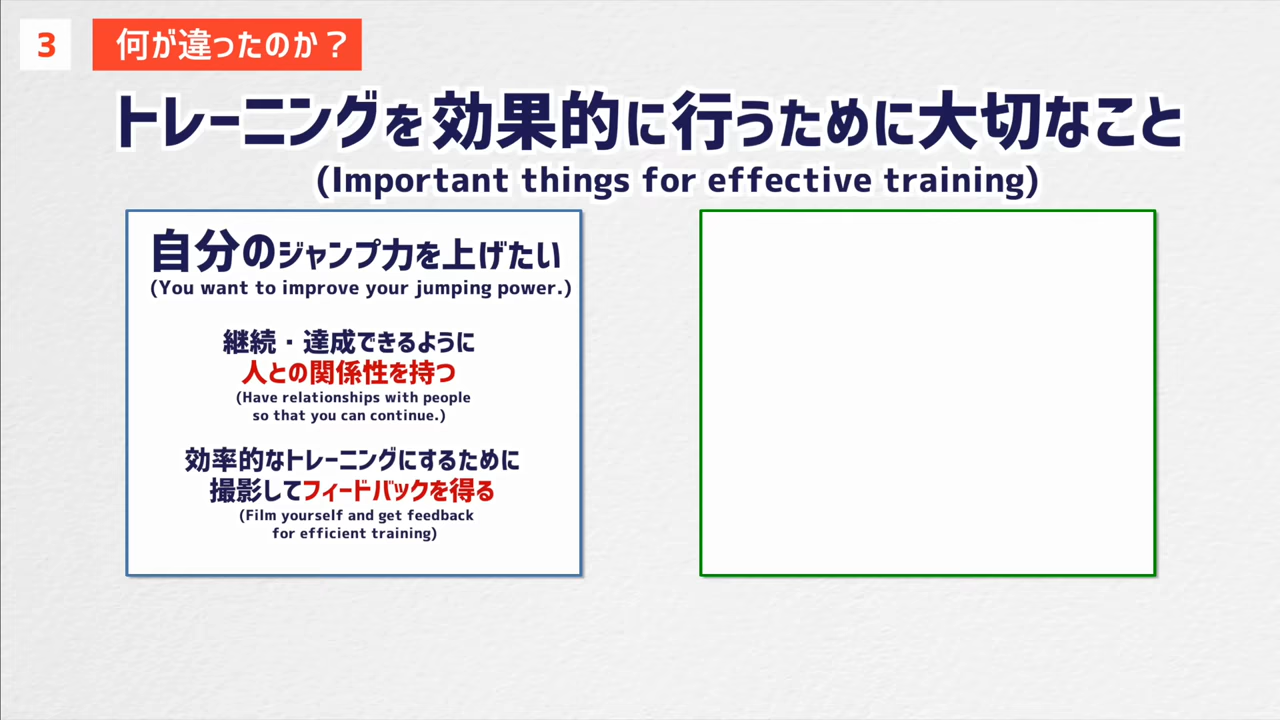 3 何が違ったのか？
トレーニングを効果的に行うために大切なこと
(Important things for effective training)
自分のジャンプ力を上げたい
(You want to improve your jumping power.)
継続・達成できるように
人との関係性を持つ
(Have relationships with people
so that you can continue.)
効率的なトレーニングにするために
撮影してフィードバックを得る
(Film yourself and get feedback
for efficient training)